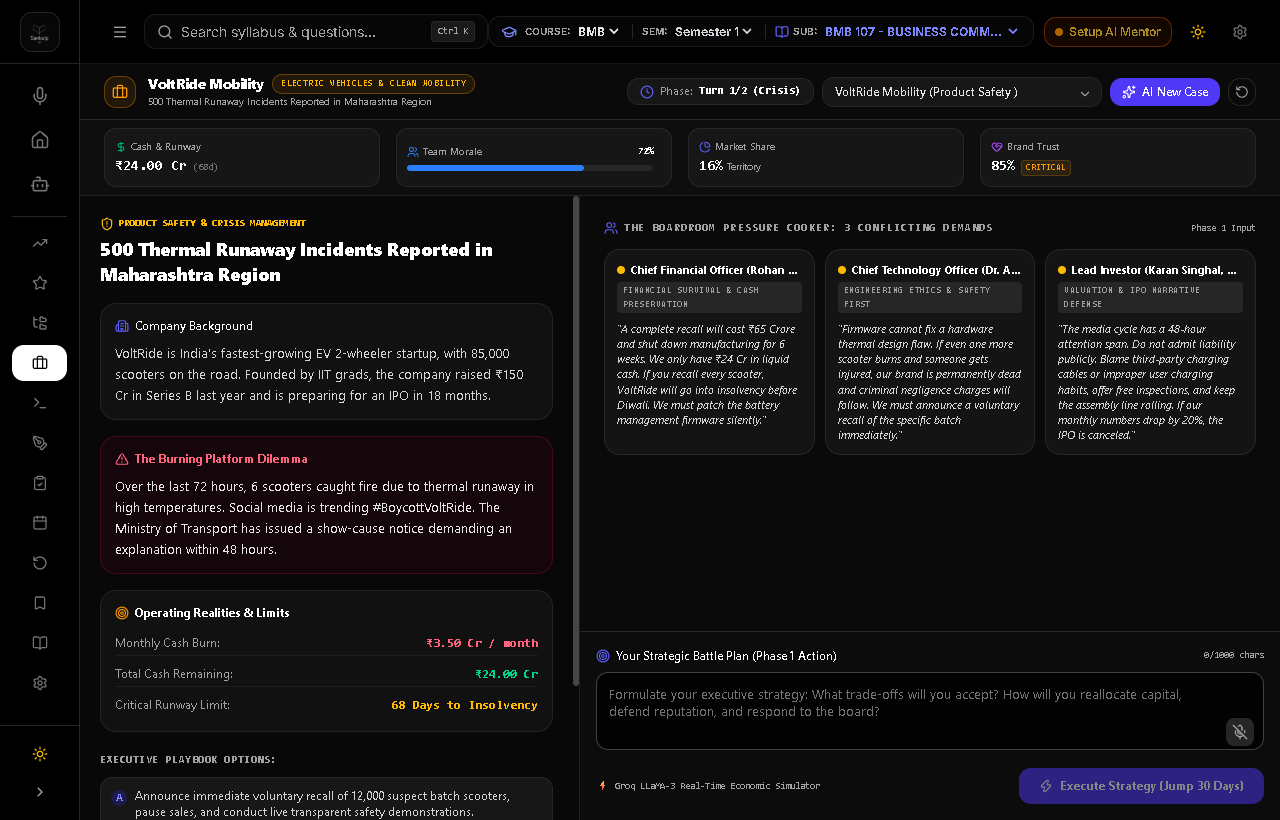 Sankalp
Search syllabus & questions...
Ctrl K
COURSE: BMB
SEM: Semester 1
SUB: BMB 107 - BUSINESS COMM...
Setup AI Mentor
VoltRide Mobility
ELECTRIC VEHICLES & CLEAN MOBILITY
500 Thermal Runaway Incidents Reported in Maharashtra Region
Phase: Turn 1/2 (Crisis)
VoltRide Mobility (Product Safety )
AI New Case
Cash & Runway
₹24.00 Cr (68d)
Team Morale
72%
Market Share
16% Territory
Brand Trust
85% CRITICAL
PRODUCT SAFETY & CRISIS MANAGEMENT
500 Thermal Runaway Incidents Reported in
Maharashtra Region
Company Background
VoltRide is India's fastest-growing EV 2-wheeler startup, with 85,000
scooters on the road. Founded by IIT grads, the company raised ₹150
Cr in Series B last year and is preparing for an IPO in 18 months.
The Burning Platform Dilemma
Over the last 72 hours, 6 scooters caught fire due to thermal runaway in
high temperatures. Social media is trending #BoycottVoltRide. The
Ministry of Transport has issued a show-cause notice demanding an
explanation within 48 hours.
Operating Realities & Limits
Monthly Cash Burn:
₹3.50 Cr / month
Total Cash Remaining:
₹24.00 Cr
Critical Runway Limit:
68 Days to Insolvency
EXECUTIVE PLAYBOOK OPTIONS:
A
Announce immediate voluntary recall of 12,000 suspect batch scooters,
pause sales, and conduct live transparent safety demonstrations.
THE BOARDROOM PRESSURE COOKER: 3 CONFLICTING DEMANDS
Phase 1 Input
Chief Financial Officer (Rohan ...
FINANCIAL SURVIVAL & CASH
PRESERVATION
"A complete recall will cost ₹65 Crore
and shut down manufacturing for 6
weeks. We only have ₹24 Cr in liquid
cash. If you recall every scooter,
VoltRide will go into insolvency before
Diwali. We must patch the battery
management firmware silently."
Chief Technology Officer (Dr. A...
ENGINEERING ETHICS & SAFETY
FIRST
"Firmware cannot fix a hardware
thermal design flaw. If even one more
scooter burns and someone gets
injured, our brand is permanently dead
and criminal negligence charges will
follow. We must announce a voluntary
recall of the specific batch
immediately."
Lead Investor (Karan Singhal, ...
VALUATION & IPO NARRATIVE
DEFENSE
"The media cycle has a 48-hour
attention span. Do not admit liability
publicly. Blame third-party charging
cables or improper user charging
habits, offer free inspections, and keep
the assembly line rolling. If our
monthly numbers drop by 20%, the
IPO is canceled."
Your Strategic Battle Plan (Phase 1 Action)
0/1000 chars
Formulate your executive strategy: What trade-offs will you accept? How will you reallocate capital,
defend reputation, and respond to the board?
Groq LLaMA-3 Real-Time Economic Simulator
Execute Strategy (Jump 30 Days)